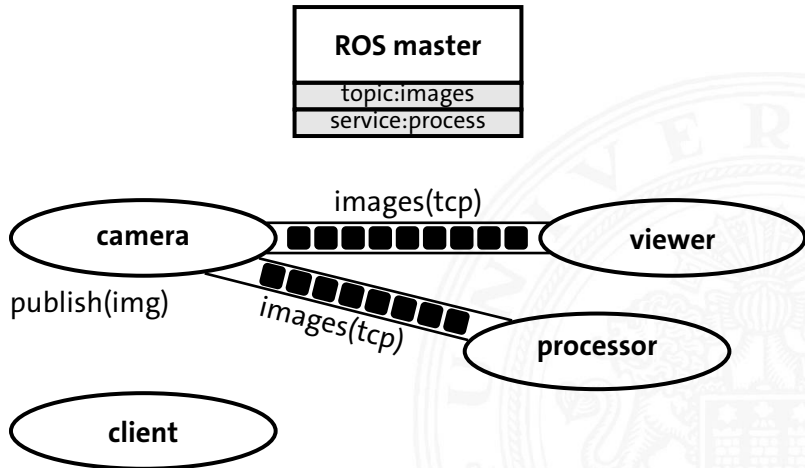 ROS master
topic:images
service:process
images(tcp)
camera
viewer
publish(img)
images(tcp)
processor
client